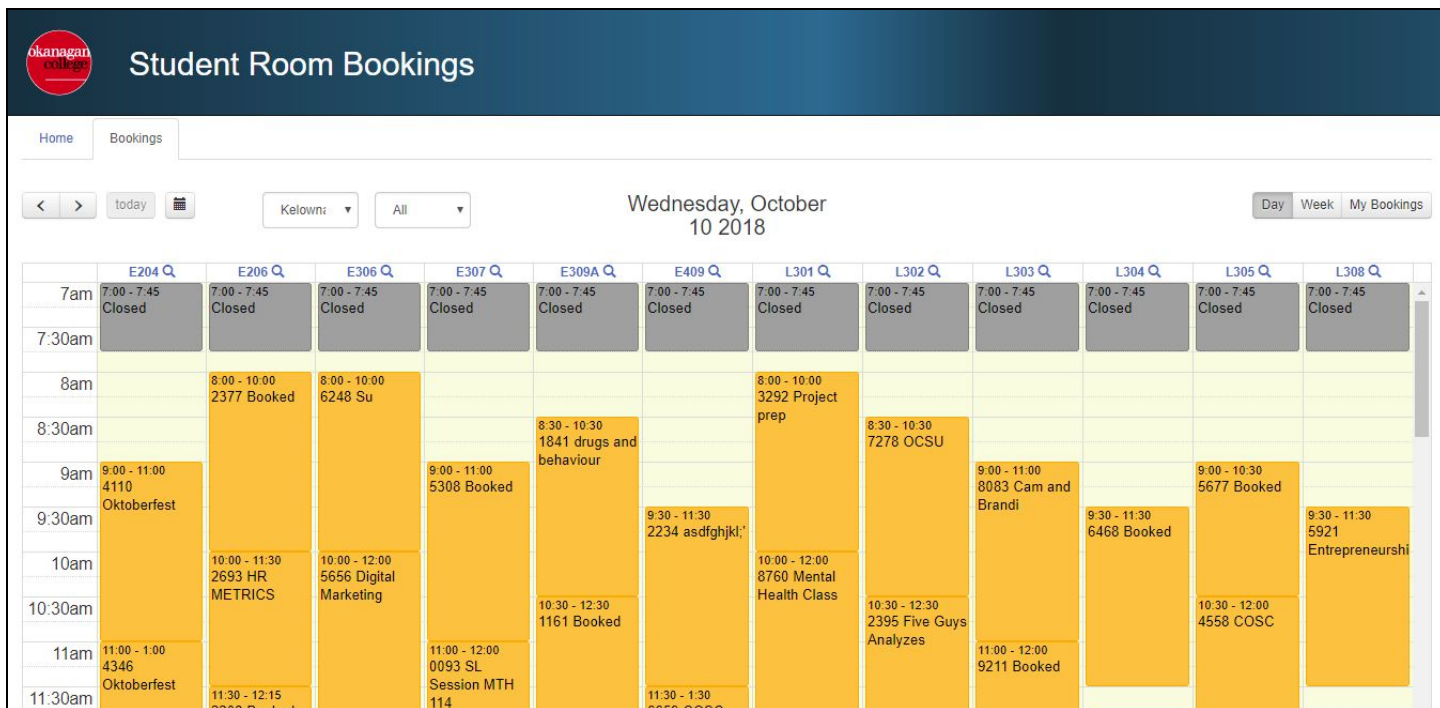 okanagan
college
Student Room Bookings
Home Bookings
today Kelowna All Wednesday, October
10 2018
Day Week My Bookings
E204 E206 E306 E307 E309A E409 L301 L302 L303 L304 L305 L308
7am 7:00 - 7:45 7:00 - 7:45 7:00 - 7:45 7:00 - 7:45 7:00 - 7:45 7:00 - 7:45 7:00 - 7:45 7:00 - 7:45 7:00 - 7:45 7:00 - 7:45 7:00 - 7:45 7:00 - 7:45
Closed Closed Closed Closed Closed Closed Closed Closed Closed Closed Closed Closed
7:30am
8am 8:00 - 10:00 8:00 - 10:00 8:00 - 10:00
2377 Booked 6248 Su 3292 Project
prep
8:30am 8:30 - 10:30 8:30 - 10:30
1841 drugs and 7278 OCSU
behaviour
9am 9:00 - 11:00 9:00 - 11:00 9:00 - 11:00 9:00 - 10:30
4110 5308 Booked 8083 Cam and 5677 Booked
Oktoberfest Brandi
9:30am 9:30 - 11:30 9:30 - 11:30 9:30 - 11:30
2234 asdfghjkl;' 6468 Booked 5921
Entrepreneurshi
10am 10:00 - 11:30 10:00 - 12:00 10:00 - 12:00
2693 HR 5656 Digital 8760 Mental
METRICS Marketing Health Class
10:30am 10:30 - 12:30 10:30 - 12:30 10:30 - 12:00
1161 Booked 2395 Five Guys 4558 COSC
Analyzes
11am 11:00 - 1:00 11:00 - 12:00 11:00 - 12:00
4346 0093 SL 9211 Booked
Oktoberfest Session MTH
114
11:30am 11:30 - 12:15 11:30 - 1:30